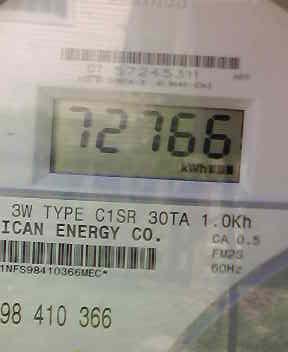 57245311
72766
kWh
3W TYPE C1SR 30TA 1.0Kh
ICAN ENERGY CO.
CA 0.5
FM2S
60Hz
1NFS98410366MEC*
98 410 366